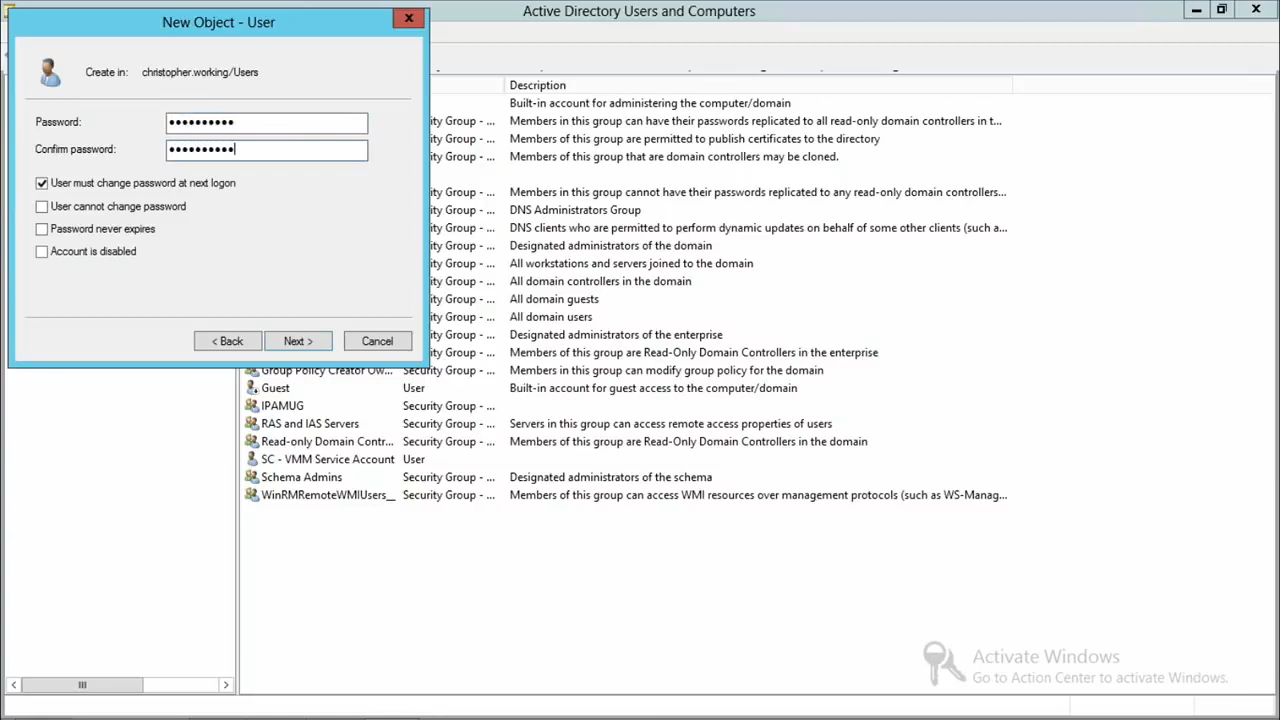 Active Directory Users and Computers
New Object - User
Create in: christopher.working/Users
Password: ●●●●●●●●●●
Confirm password: ●●●●●●●●●●
User must change password at next logon
User cannot change password
Password never expires
Account is disabled
< Back Next > Cancel
Description
Built-in account for administering the computer/domain
ity Group - ... Members in this group can have their passwords replicated to all read-only domain controllers in t...
ity Group - ... Members of this group are permitted to publish certificates to the directory
ity Group - ... Members of this group that are domain controllers may be cloned.
ity Group - ... Members in this group cannot have their passwords replicated to any read-only domain controllers...
ity Group - ... DNS Administrators Group
ity Group - ... DNS clients who are permitted to perform dynamic updates on behalf of some other clients (such a...
ity Group - ... Designated administrators of the domain
ity Group - ... All workstations and servers joined to the domain
ity Group - ... All domain controllers in the domain
ity Group - ... All domain guests
ity Group - ... All domain users
ity Group - ... Designated administrators of the enterprise
ity Group - ... Members of this group are Read-Only Domain Controllers in the enterprise
Group Policy Creator Ow... Security Group - ... Members in this group can modify group policy for the domain
Guest User Built-in account for guest access to the computer/domain
IPAMUG Security Group - ...
RAS and IAS Servers Security Group - ... Servers in this group can access remote access properties of users
Read-only Domain Contr... Security Group - ... Members of this group are Read-Only Domain Controllers in the domain
SC - VMM Service Account User
Schema Admins Security Group - ... Designated administrators of the schema
WinRMRemoteWMIUsers__ Security Group - ... Members of this group can access WMI resources over management protocols (such as WS-Manag...
Activate Windows
Go to Action Center to activate Windows.